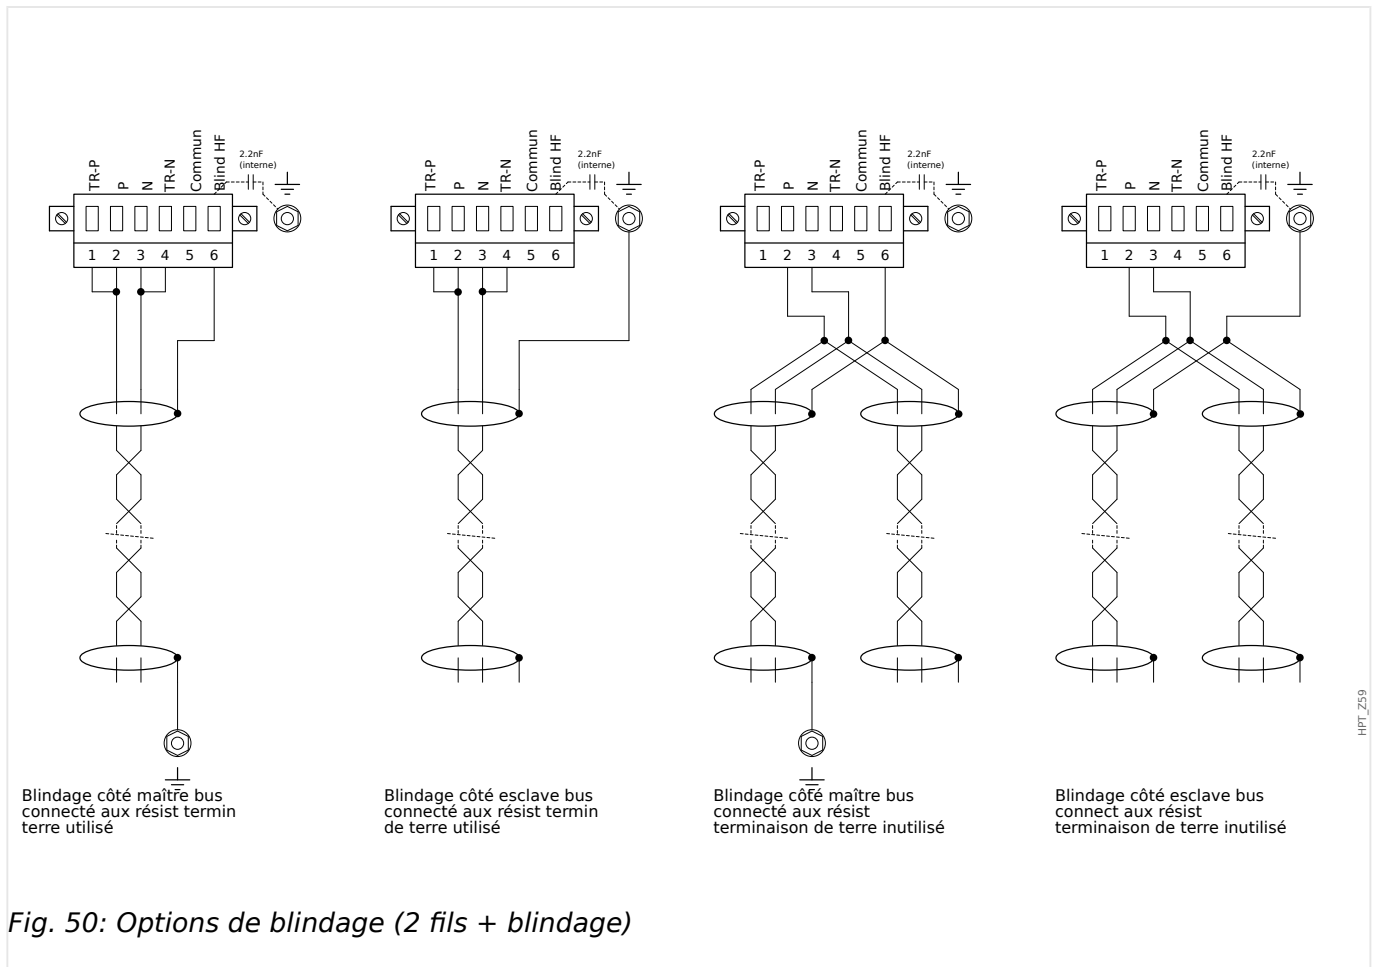 TR-P P N TR-N Commun Blind HF
2.2nF
(interne)
1 2 3 4 5 6
TR-P P N TR-N Commun Blind HF
2.2nF
(interne)
1 2 3 4 5 6
TR-P P N TR-N Commun Blind HF
2.2nF
(interne)
1 2 3 4 5 6
TR-P P N TR-N Commun Blind HF
2.2nF
(interne)
1 2 3 4 5 6
HPT_Z59
Blindage côté maître bus
connecté aux résist termin
terre utilisé
Blindage côté esclave bus
connecté aux résist termin
de terre utilisé
Blindage côté maître bus
connecté aux résist
terminaison de terre inutilisé
Blindage côté esclave bus
connect aux résist
terminaison de terre inutilisé
Fig. 50: Options de blindage (2 fils + blindage)